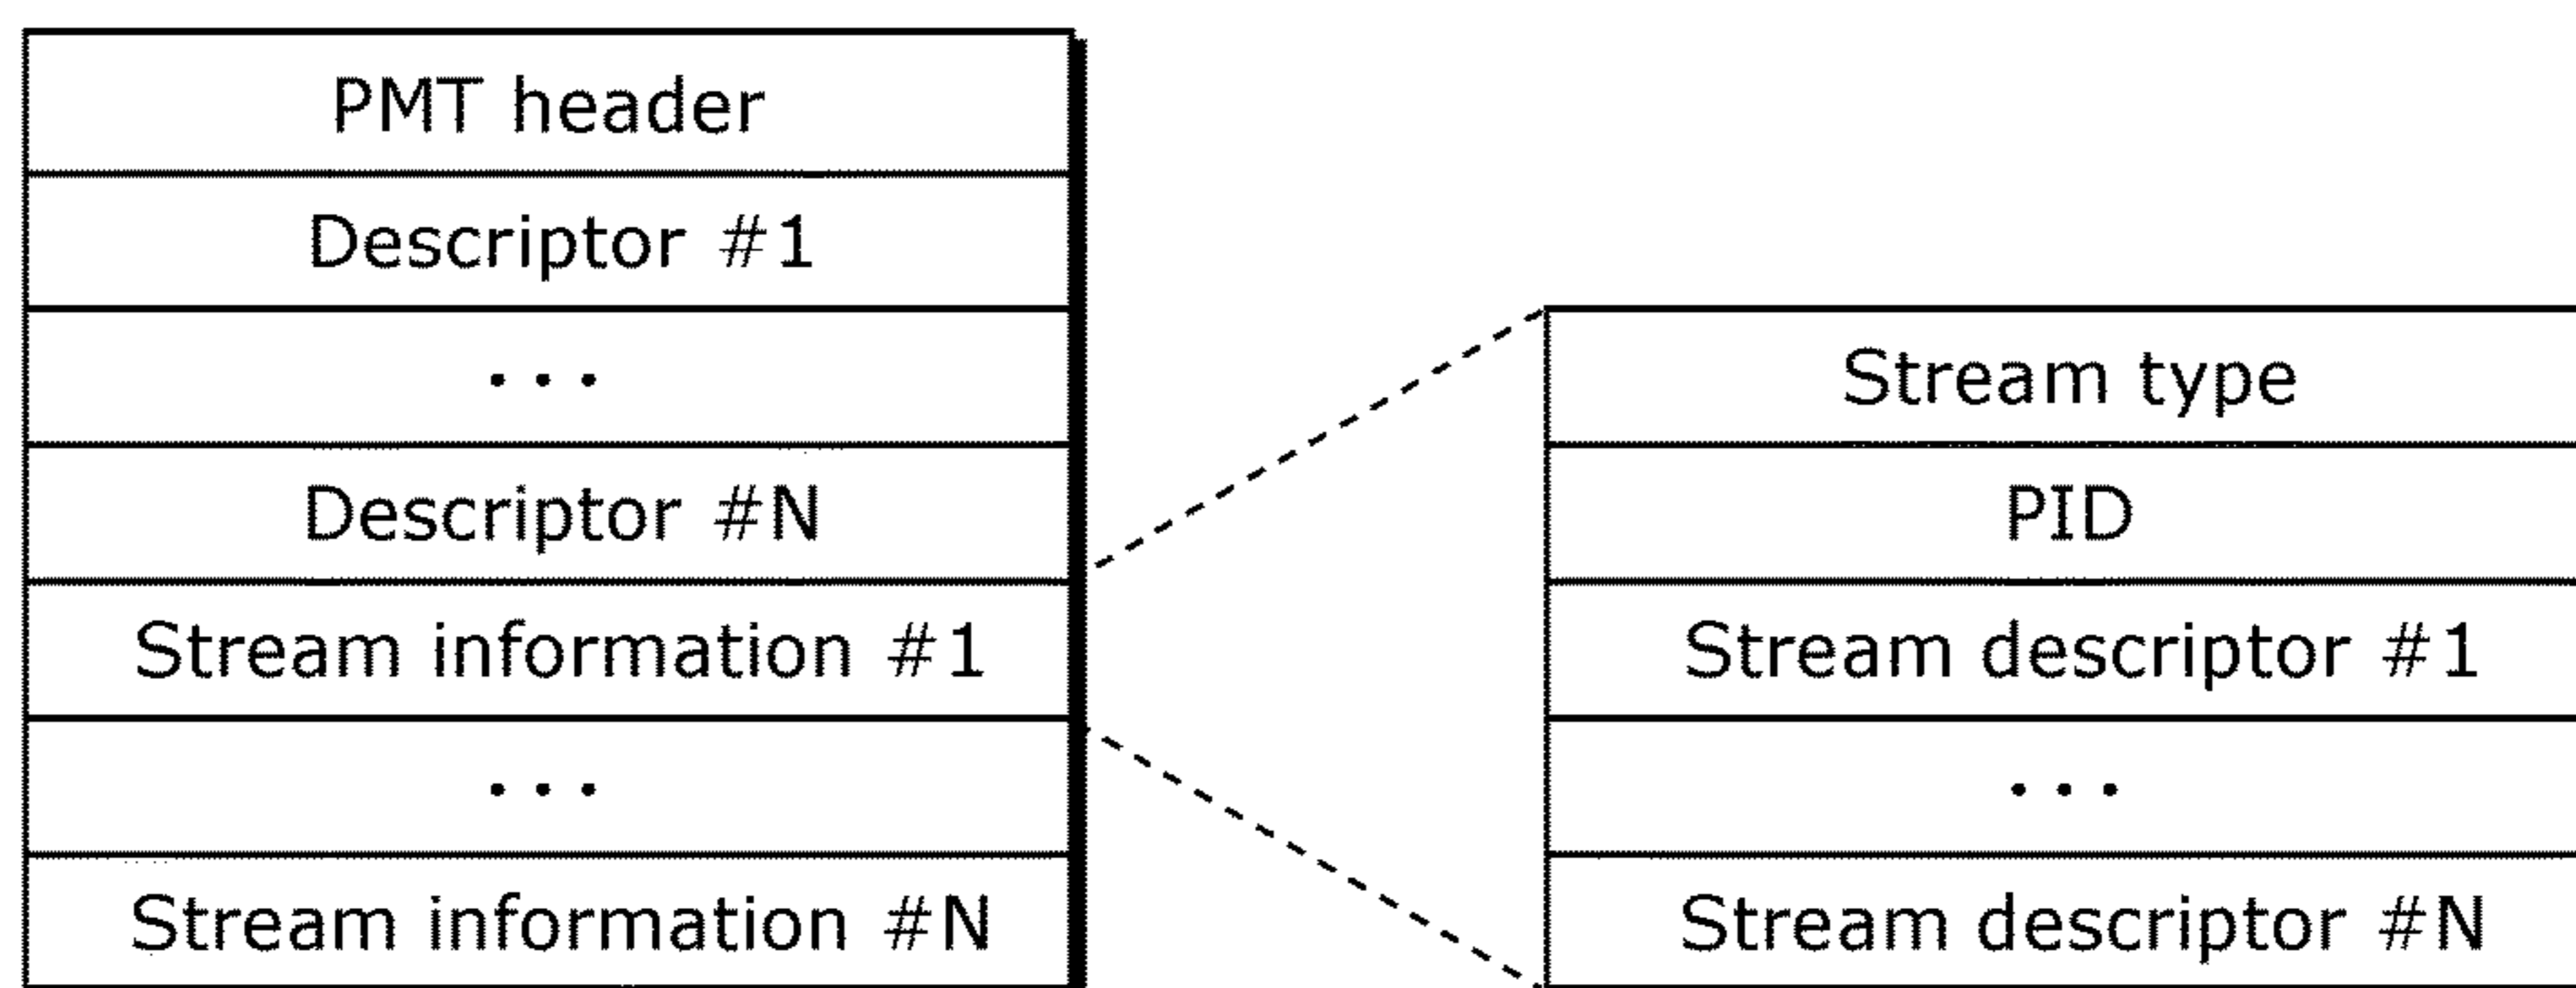 PMT header
Descriptor #1
...
Descriptor #N
Stream information #1
...
Stream information #N
Stream type
PID
Stream descriptor #1
...
Stream descriptor #N